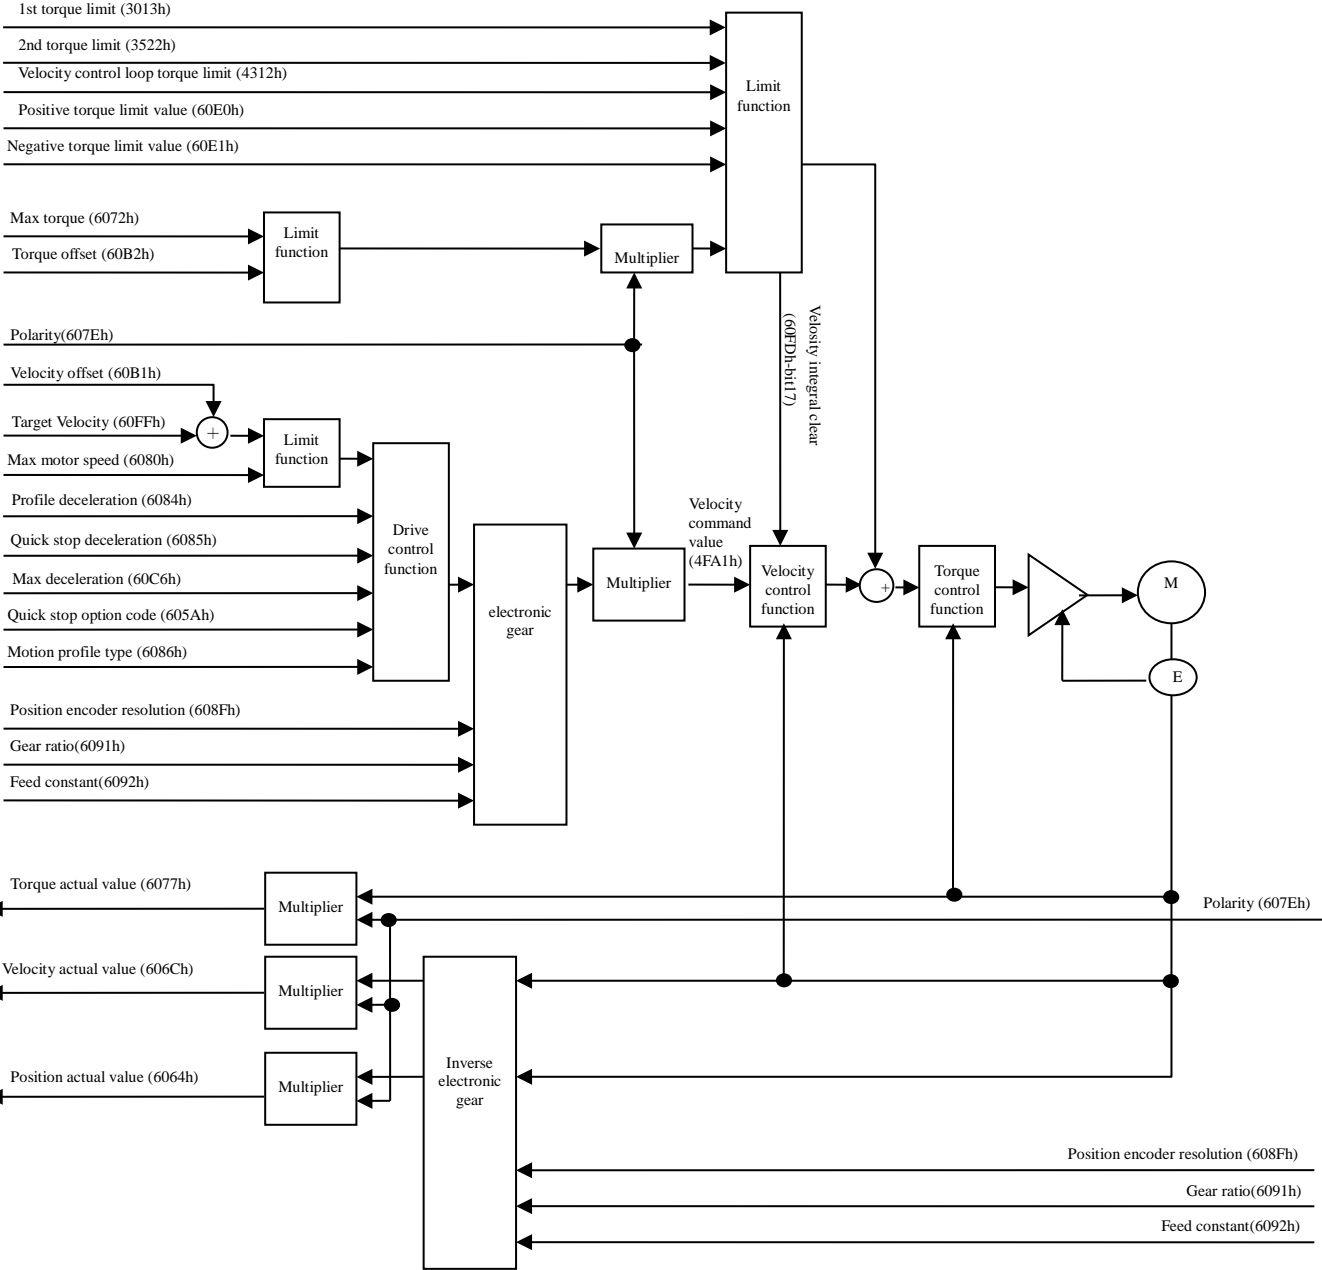 1st torque limit (3013h)
2nd torque limit (3522h)
Velocity control loop torque limit (4312h)
Positive torque limit value (60E0h)
Negative torque limit value (60E1h)
Limit
function
Max torque (6072h)
Torque offset (60B2h)
Limit
function
Multiplier
Polarity(607Eh)
Velosity integral clear
(60FDh-bit17)
Velocity offset (60B1h)
Target Velocity (60FFh)
+
Max motor speed (6080h)
Limit
function
Profile deceleration (6084h)
Quick stop deceleration (6085h)
Max deceleration (60C6h)
Quick stop option code (605Ah)
Motion profile type (6086h)
Drive
control
function
electronic
gear
Multiplier
Velocity
command
value
(4FA1h)
Velocity
control
function
+
Torque
control
function
M
E
Position encoder resolution (608Fh)
Gear ratio(6091h)
Feed constant(6092h)
Torque actual value (6077h)
Multiplier
Polarity (607Eh)
Velocity actual value (606Ch)
Multiplier
Position actual value (6064h)
Multiplier
Inverse
electronic
gear
Position encoder resolution (608Fh)
Gear ratio(6091h)
Feed constant(6092h)